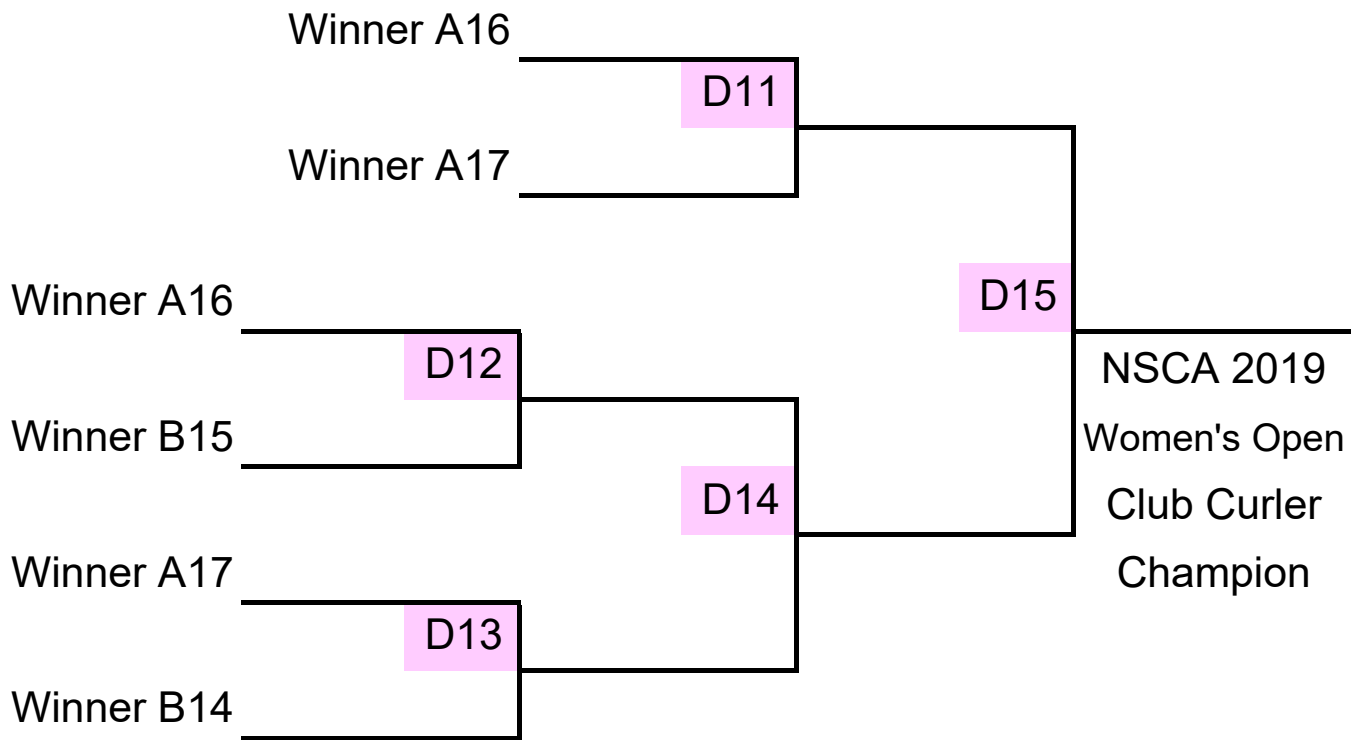 Winner A16
D11
Winner A17
Winner A16
D15
D12
NSCA 2019
Winner B15
Women's Open
D14
Club Curler
Winner A17
Champion
D13
Winner B14